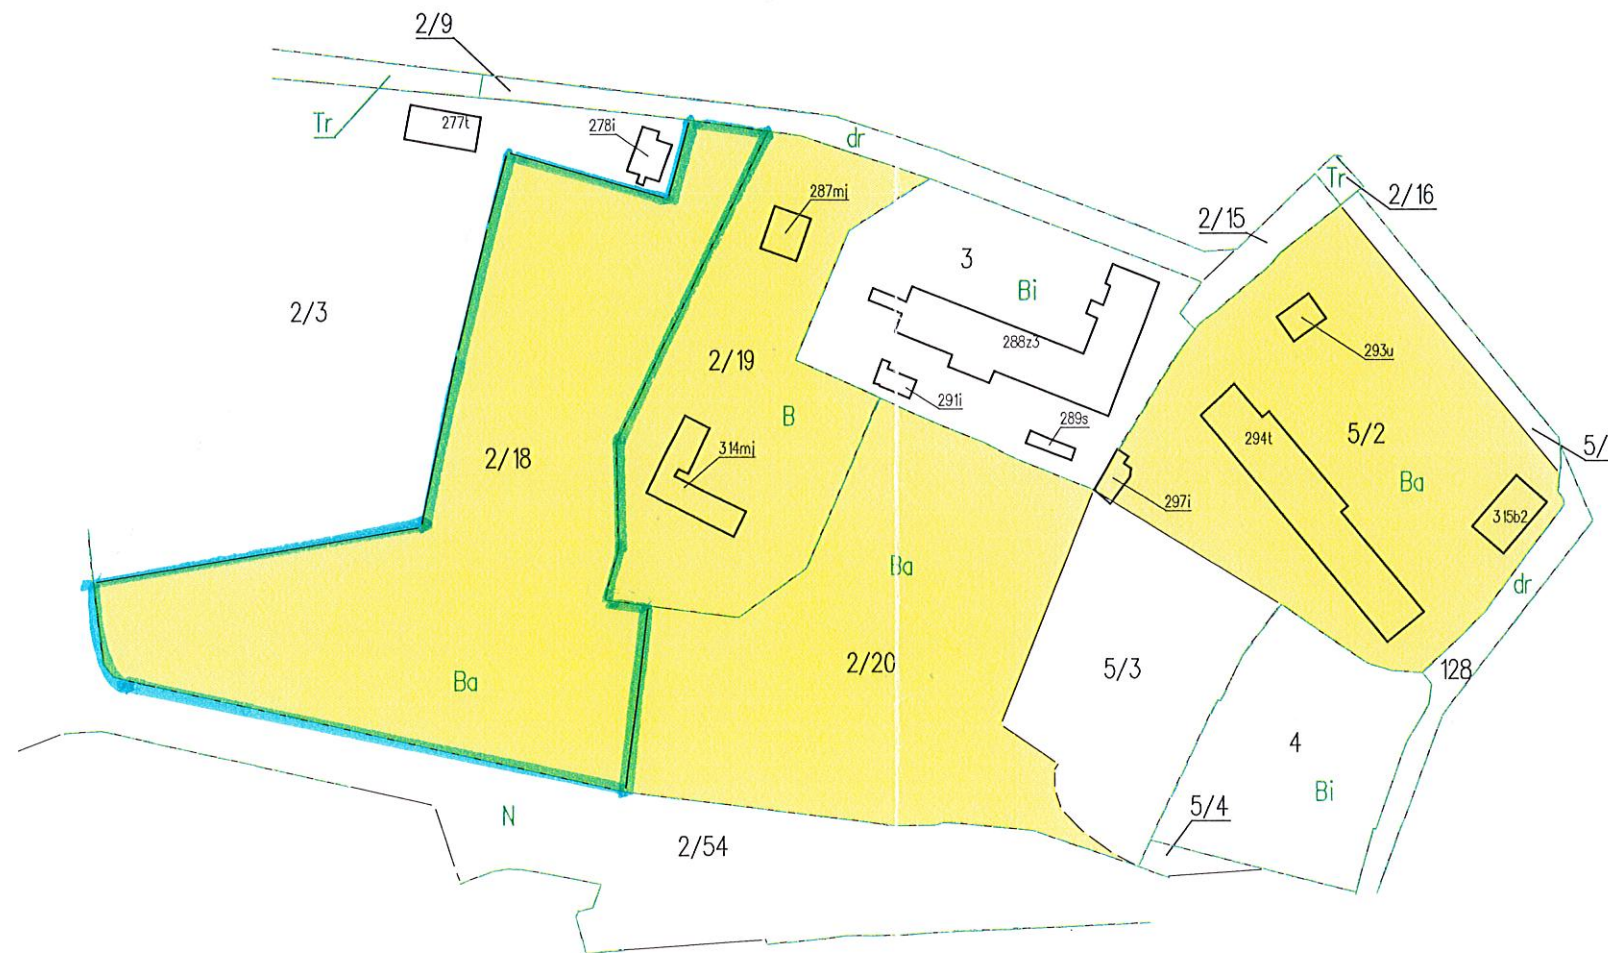 2/9
Tr
277t
278i
dr
287mj
Tr
2/16
2/15
3
Bi
2/3
288z3
293u
2/19
291i
B
289s
294t
5/2
5/
2/18
314mj
Ba
297i
315b2
Ba
dr
2/20
5/3
128
Ba
4
Bi
N
5/4
2/54